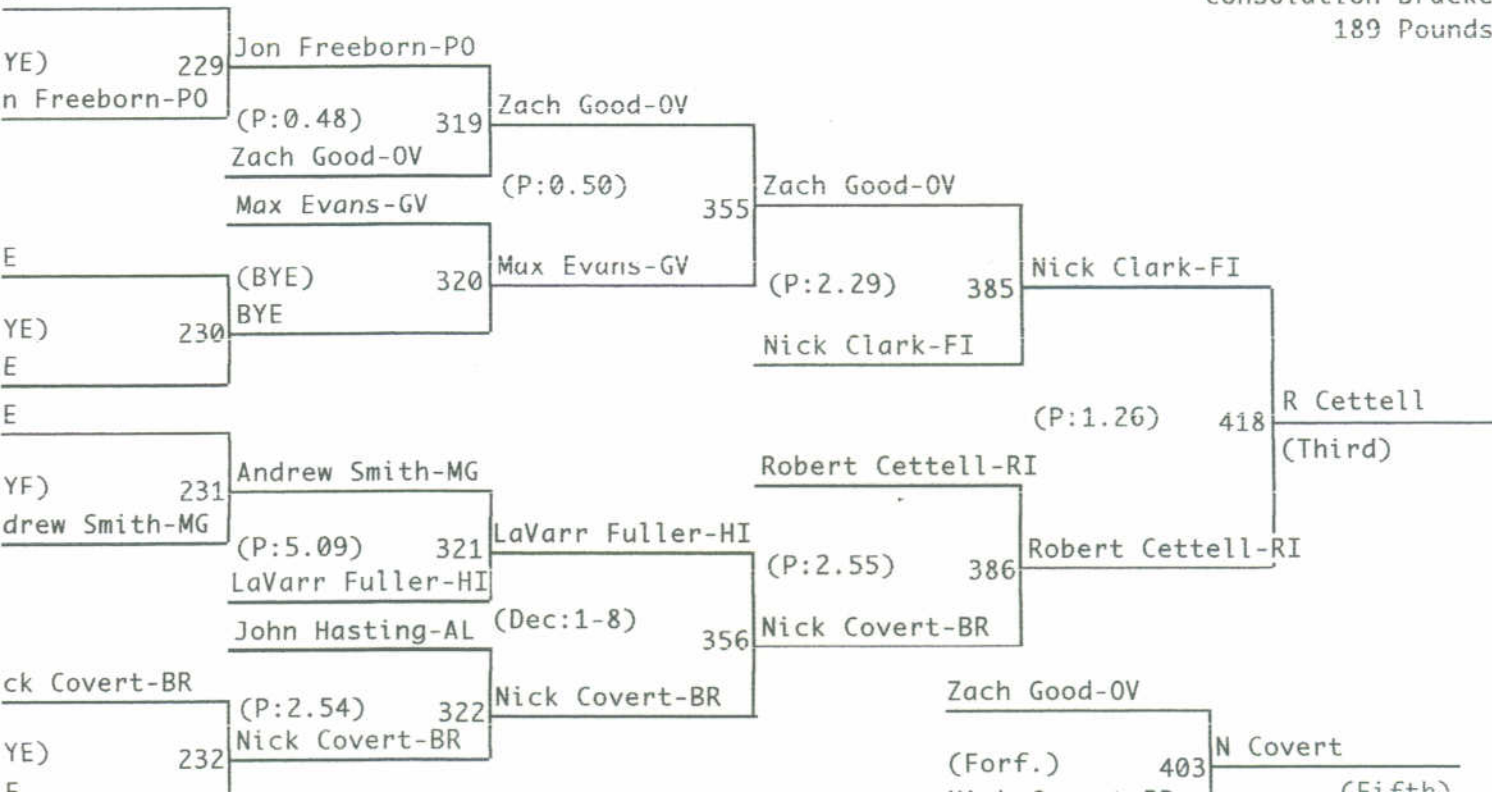 189 Pounds
YE) 229 Jon Freeborn-PO
n Freeborn-PO
(P:0.48) 319 Zach Good-OV
Zach Good-OV
(P:0.50) 355 Zach Good-OV
Max Evans-GV
E
(BYE) 320 Max Evans-GV
(P:2.29) 385 Nick Clark-FI
YE) 230 BYE
Nick Clark-FI
E
E
(P:1.26) 418 R Cettell
(Third)
YF) 231 Andrew Smith-MG
Robert Cettell-RI
drew Smith-MG
(P:5.09) 321 LaVarr Fuller-HI
(P:2.55) 386 Robert Cettell-RI
LaVarr Fuller-HI
John Hasting-AL
(Dec:1-8) 356 Nick Covert-BR
ck Covert-BR
(P:2.54) 322 Nick Covert-BR
Zach Good-OV
YE) 232 Nick Covert-BR
(Forf.) 403 N Covert
(Fifth)